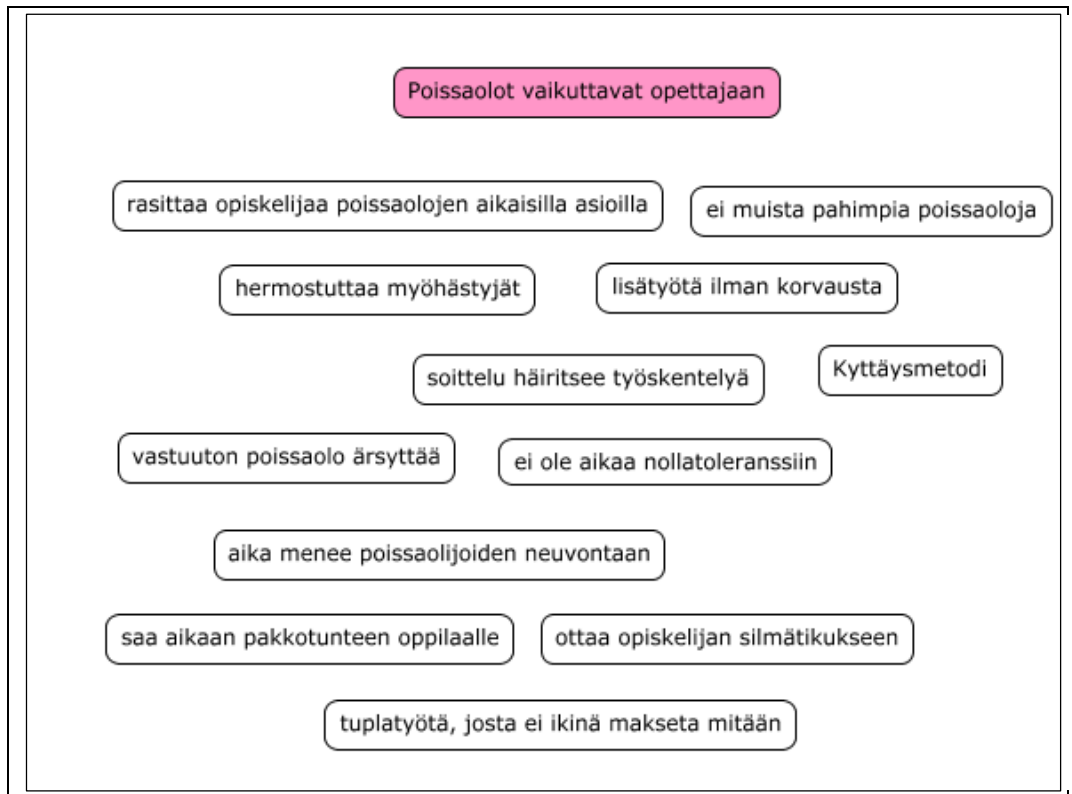 Poissaolot vaikuttavat opettajaan
rasittaa opiskelijaa poissaolojen aikaisilla asioilla
ei muista pahimpia poissaoloja
hermostuttaa myöhästyjät
lisätyötä ilman korvausta
soittelu häiritsee työskentelyä
Kyttäysmetodi
vastuuton poissaolo ärsyttää
ei ole aikaa nollatoleranssiin
aika menee poissaolijoiden neuvontaan
saa aikaan pakkotunteen oppilaalle
ottaa opiskelijan silmätikukseen
tuplatyötä, josta ei ikinä makseta mitään